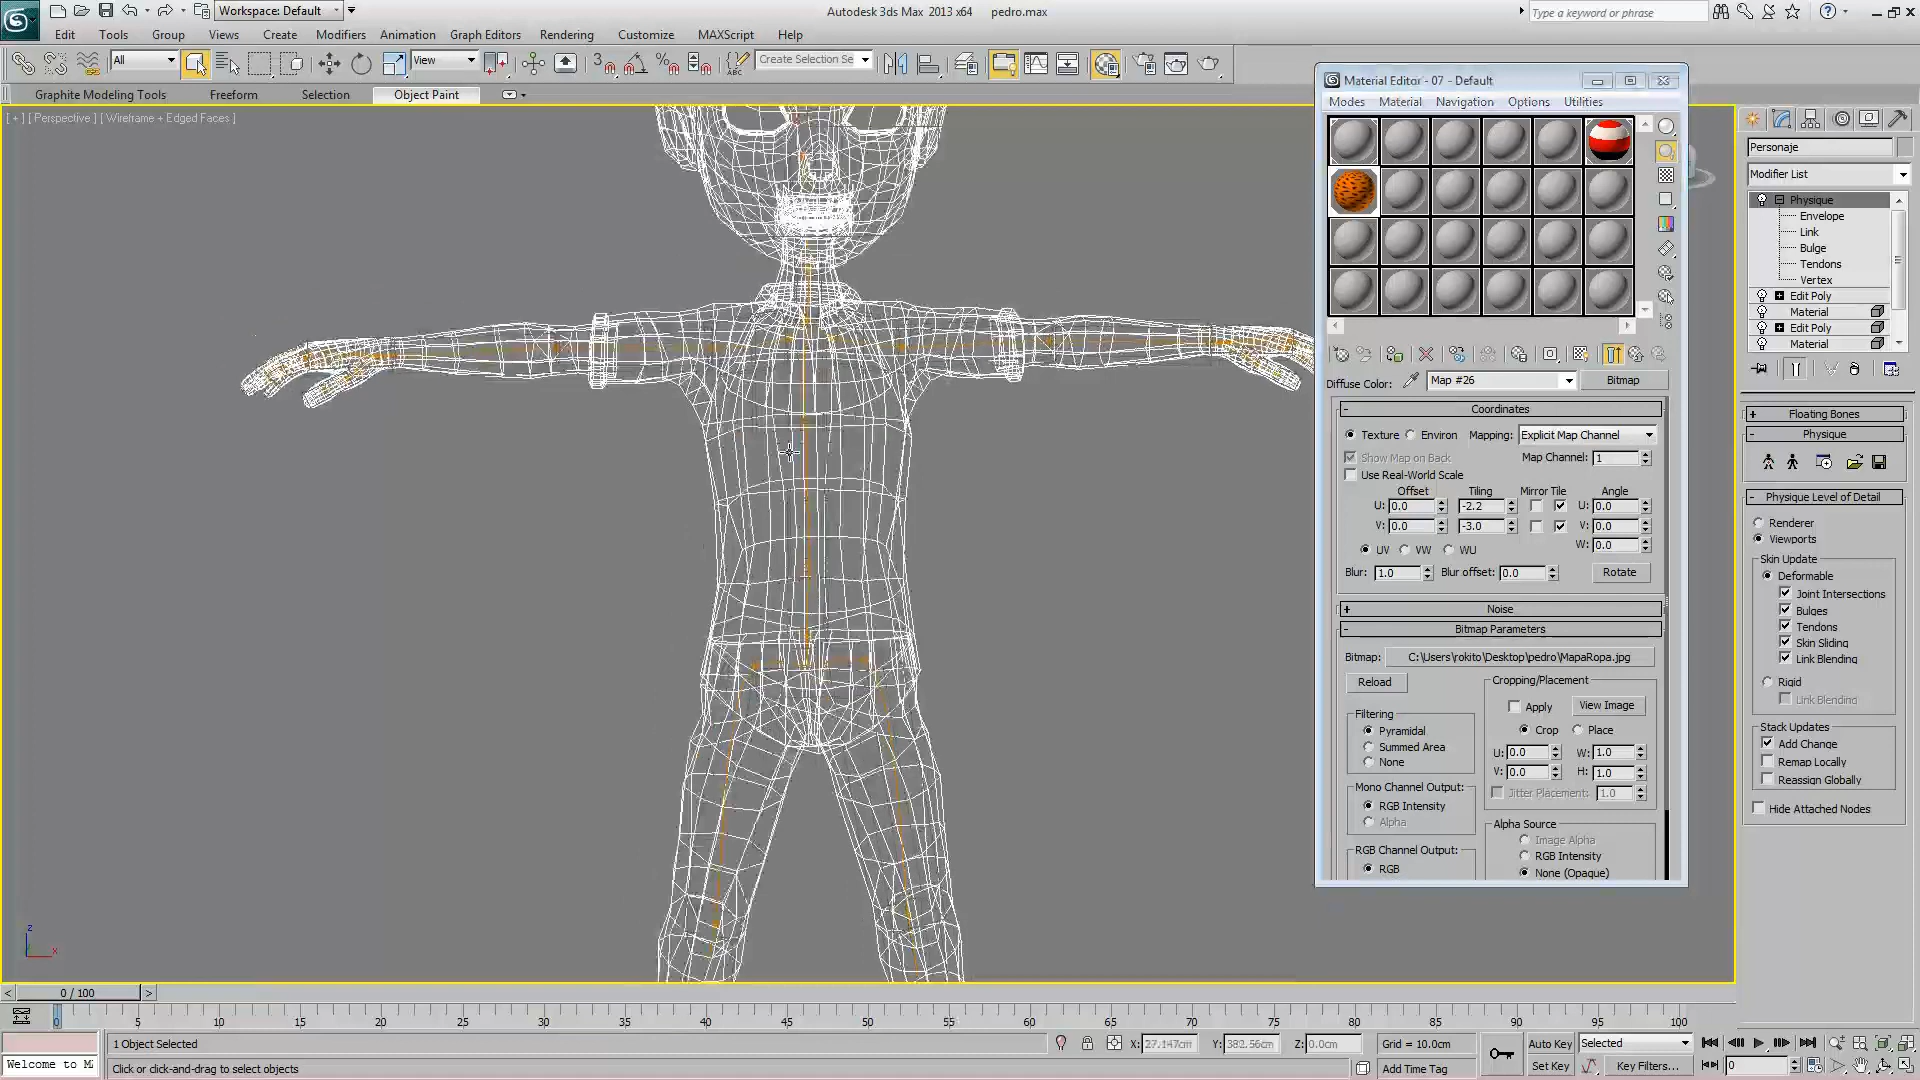 Workspace: Default
Autodesk 3ds Max 2013 x64
pedro.max
Type a keyword or phrase
Edit
Tools
Group
Views
Create
Modifiers
Animation
Graph Editors
Rendering
Customize
MAXScript
Help
All
View
Create Selection Se
Graphite Modeling Tools
Freeform
Selection
Object Paint
[ + ] [ Perspective ] [ Wireframe + Edged Faces ]
Material Editor - 07 - Default
Modes
Material
Navigation
Options
Utilities
Diffuse Color:
Map #26
Bitmap
Coordinates
Texture
Environ
Mapping:
Explicit Map Channel
Show Map on Back
Map Channel: 1
Use Real-World Scale
Offset
Tiling
Mirror Tile
Angle
U: 0.0
-2.2
U: 0.0
V: 0.0
-3.0
V: 0.0
UV
VW
WU
W: 0.0
Blur: 1.0
Blur offset: 0.0
Rotate
Noise
Bitmap Parameters
Bitmap:
C:\Users\rokito\Desktop\pedro\MapaRopa.jpg
Reload
Cropping/Placement
Apply
View Image
Filtering
Pyramidal
Summed Area
None
Crop
Place
U: 0.0
W: 1.0
V: 0.0
H: 1.0
Jitter Placement: 1.0
Mono Channel Output:
RGB Intensity
Alpha
RGB Channel Output:
RGB
Alpha Source
Image Alpha
RGB Intensity
None (Opaque)
Personaje
Modifier List
Physique
Envelope
Link
Bulge
Tendons
Vertex
Edit Poly
Material
Edit Poly
Material
Floating Bones
Physique
Physique Level of Detail
Renderer
Viewports
Skin Update
Deformable
Joint Intersections
Bulges
Tendons
Skin Sliding
Link Blending
Rigid
Link Blending
Stack Updates
Add Change
Remap Locally
Reassign Globally
Hide Attached Nodes
z
x
0 / 100
0
5
10
15
20
25
30
35
40
45
50
55
60
65
70
75
80
85
90
95
100
1 Object Selected
X: 27.147cm
Y: 382.56cm
Z: 0.0cm
Grid = 10.0cm
Auto Key
Selected
Welcome to M
Click or click-and-drag to select objects
Add Time Tag
Set Key
Key Filters...
0